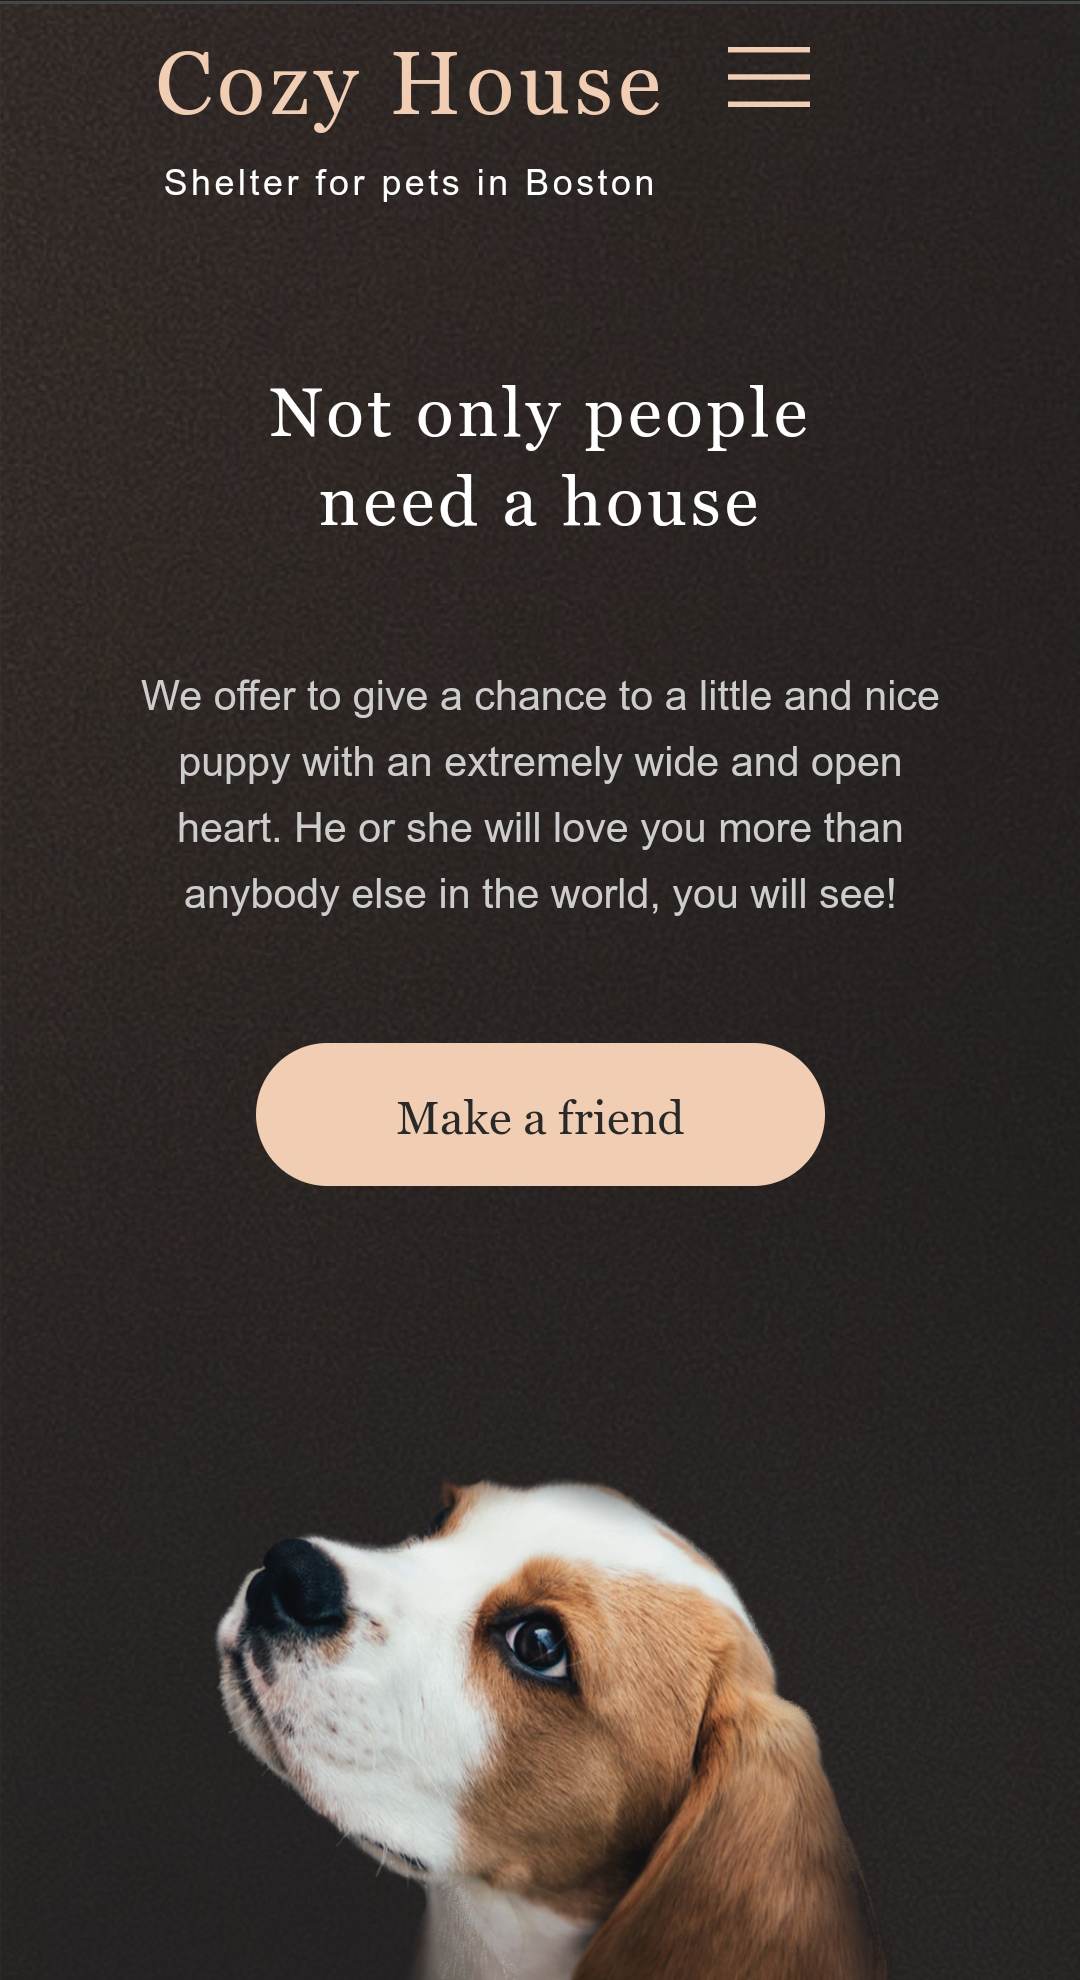 Cozy House
Shelter for pets in Boston
Not only people
need a house
We offer to give a chance to a little and nice
puppy with an extremely wide and open
heart. He or she will love you more than
anybody else in the world, you will see!
Make a friend